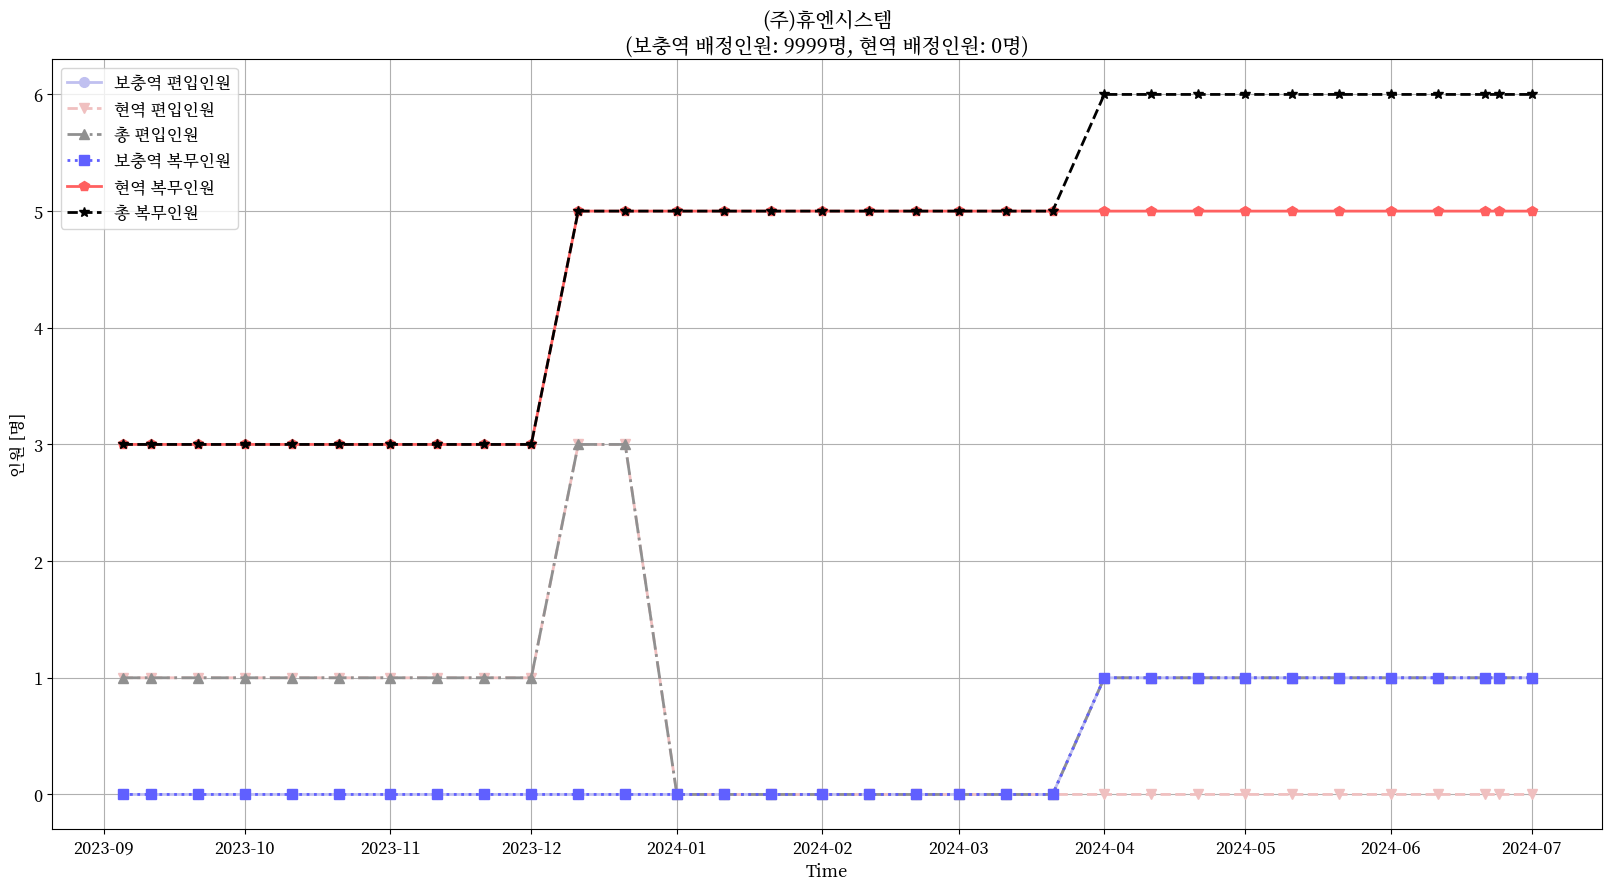 (주)휴엔시스템
(보충역 배정인원: 9999명, 현역 배정인원: 0명)
보충역 편입인원
현역 편입인원
총 편입인원
보충역 복무인원
현역 복무인원
총 복무인원
6
5
4
3
2
1
0
인원 [명]
2023-09
2023-10
2023-11
2023-12
2024-01
2024-02
2024-03
2024-04
2024-05
2024-06
2024-07
Time